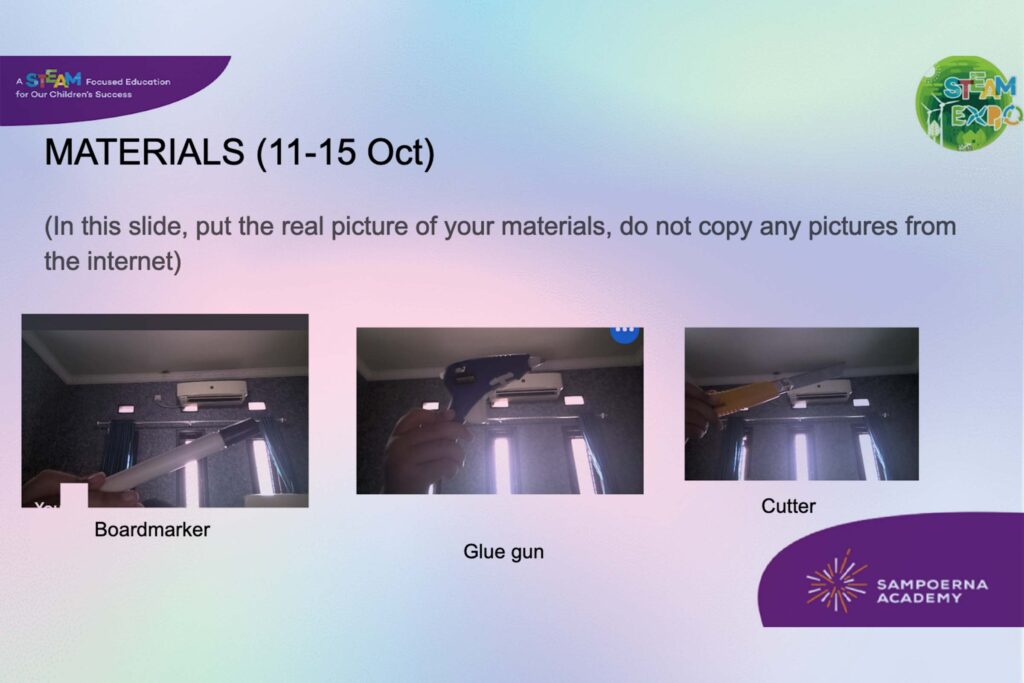 A STEAM Focused Education
for Our Children's Success
STEAM
EXPO
MATERIALS (11-15 Oct)
(In this slide, put the real picture of your materials, do not copy any pictures from
the internet)
Boardmarker
Glue gun
Cutter
SAMPOERNA
ACADEMY